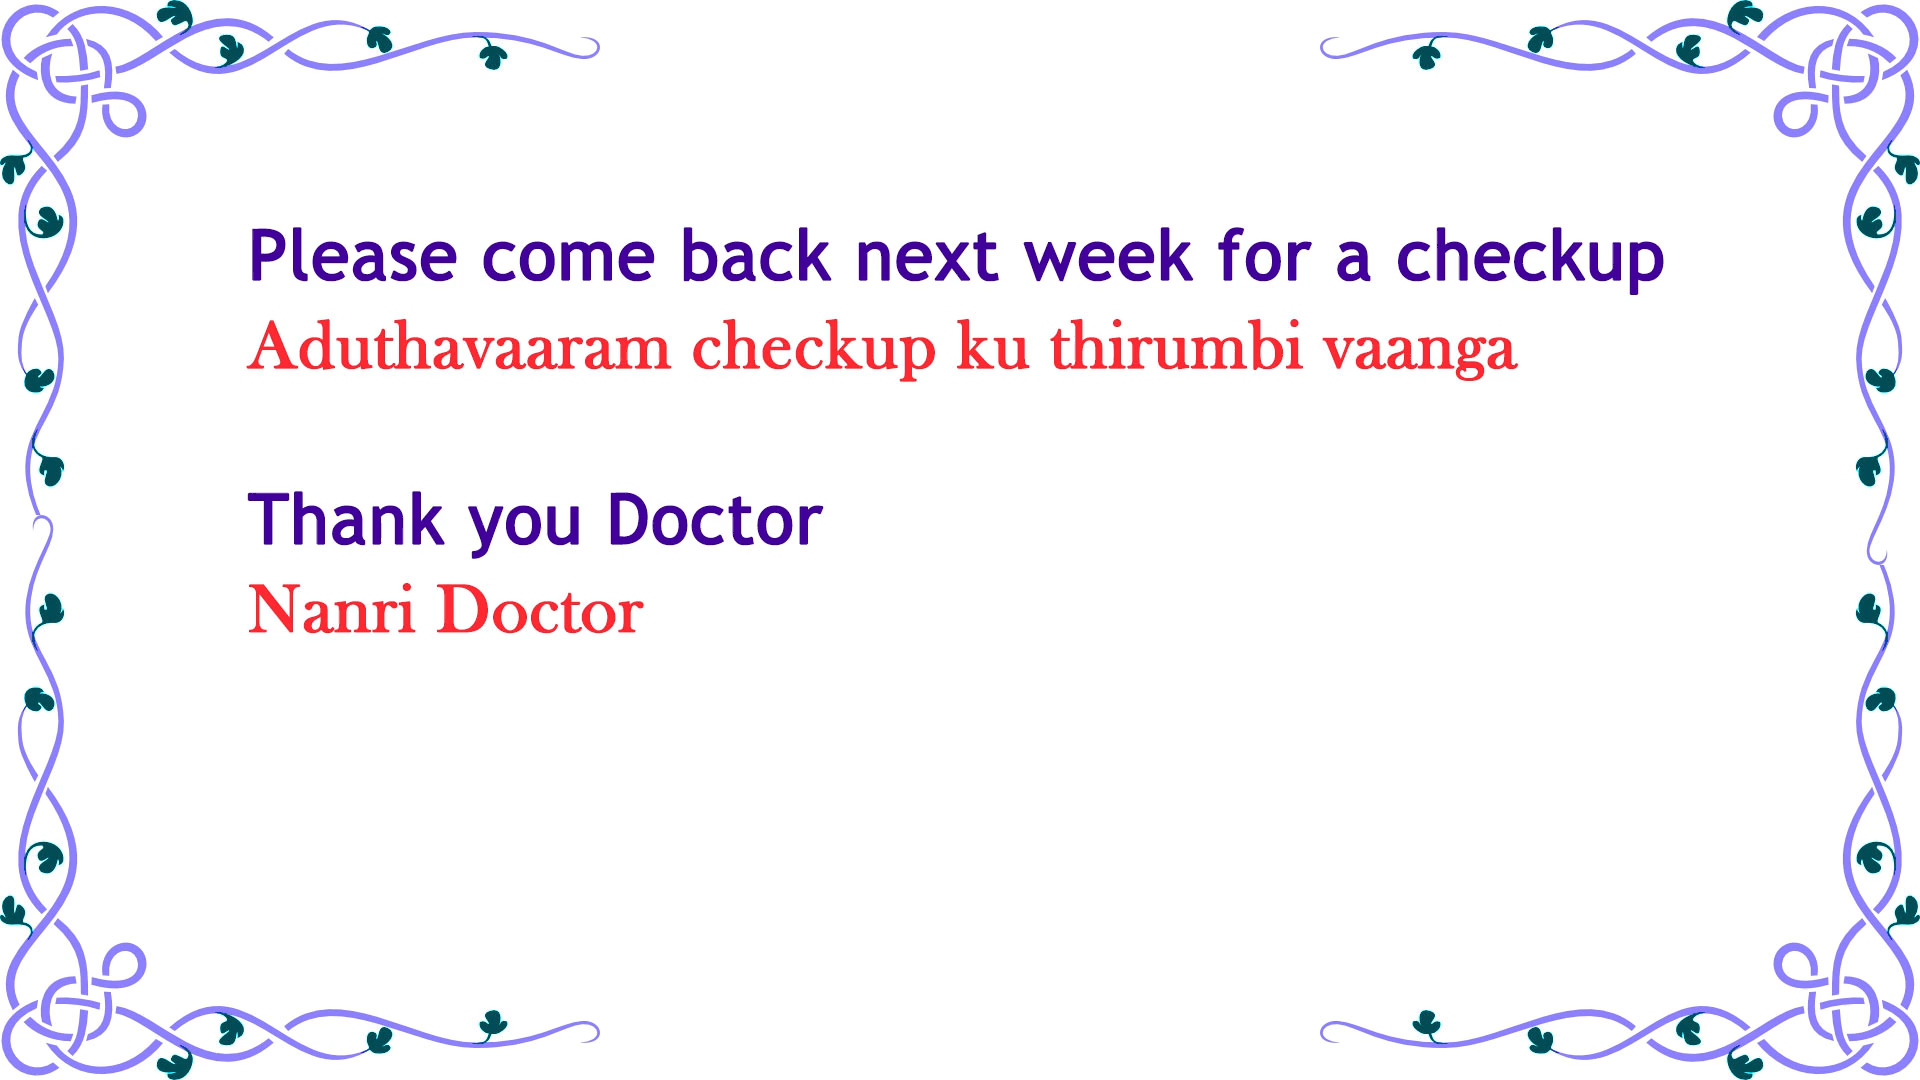 Please come back next week for a checkup
Aduthavaaram checkup ku thirumbi vaanga
Thank you Doctor
Nanri Doctor